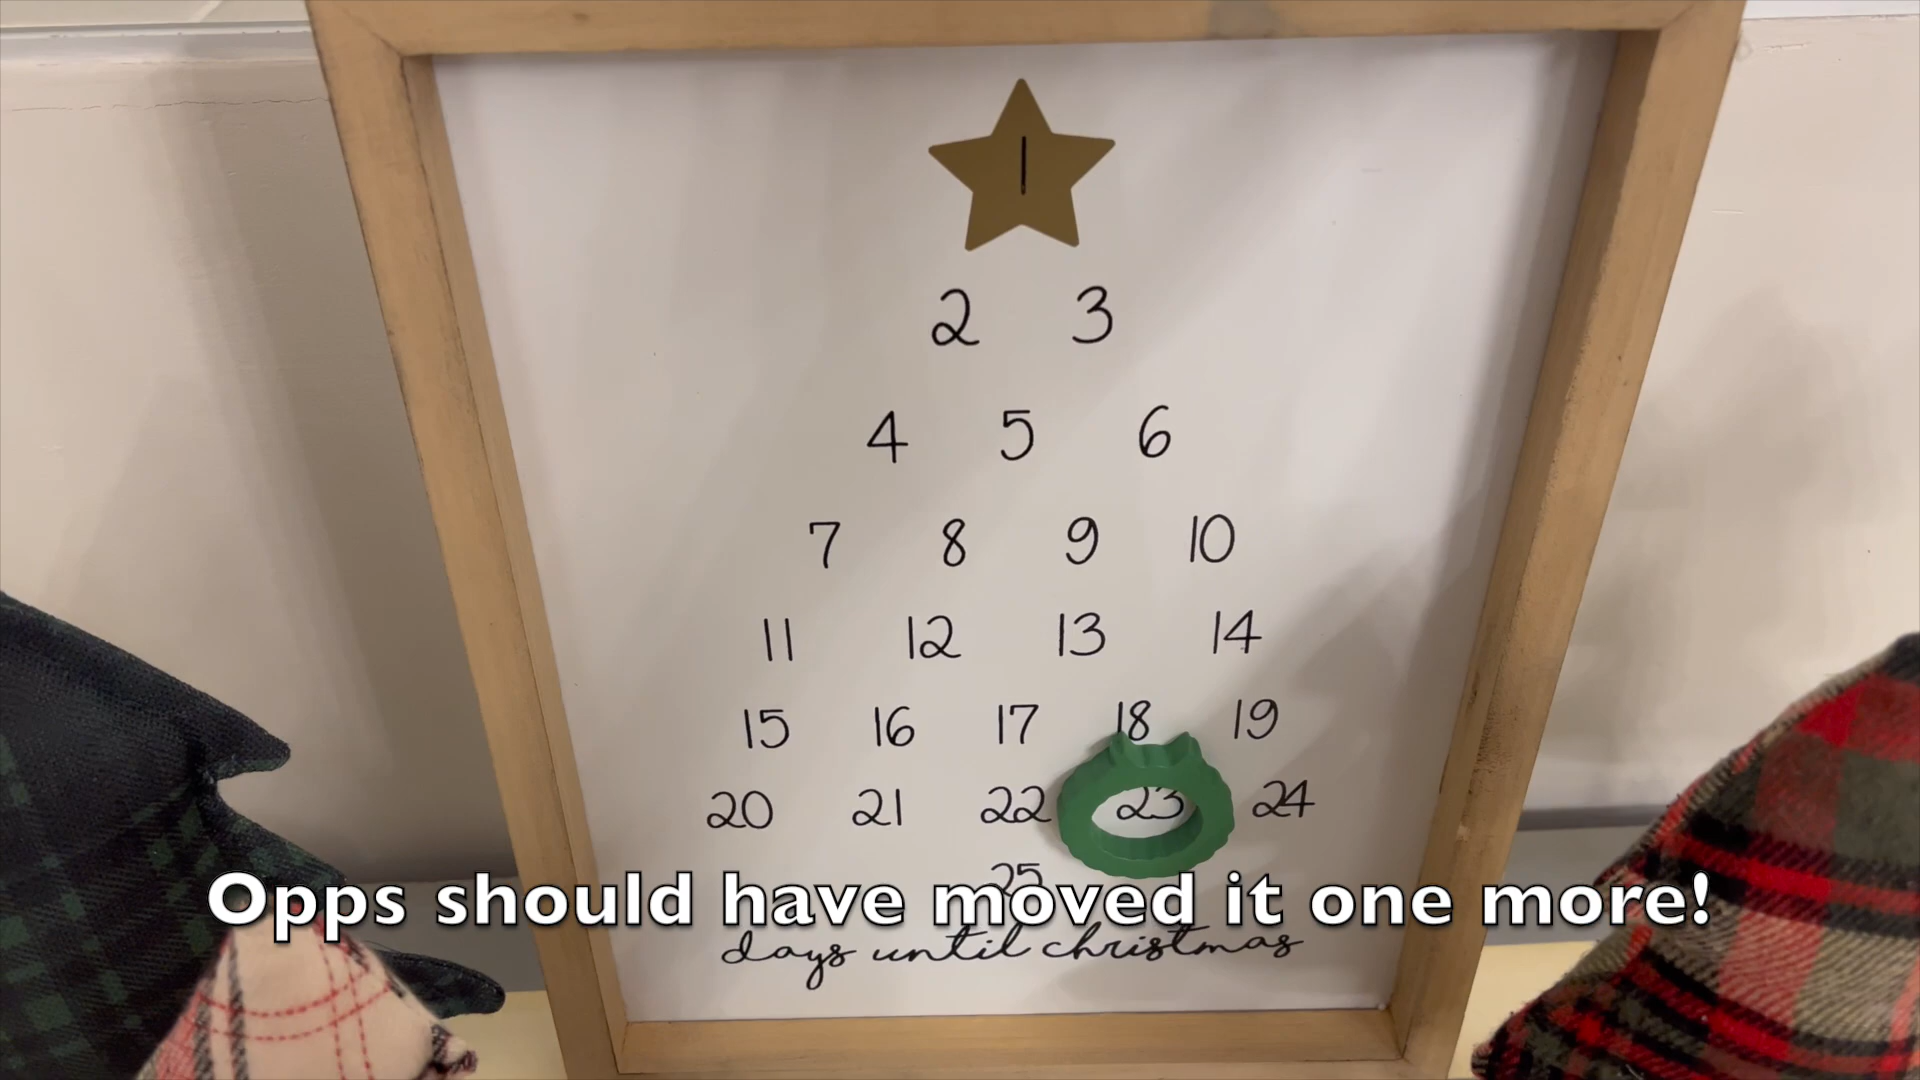 1
2 3
4 5 6
7 8 9 10
11 12 13 14
15 16 17 18 19
20 21 22 23 24
25
Opps should have moved it one more!
days until christmas